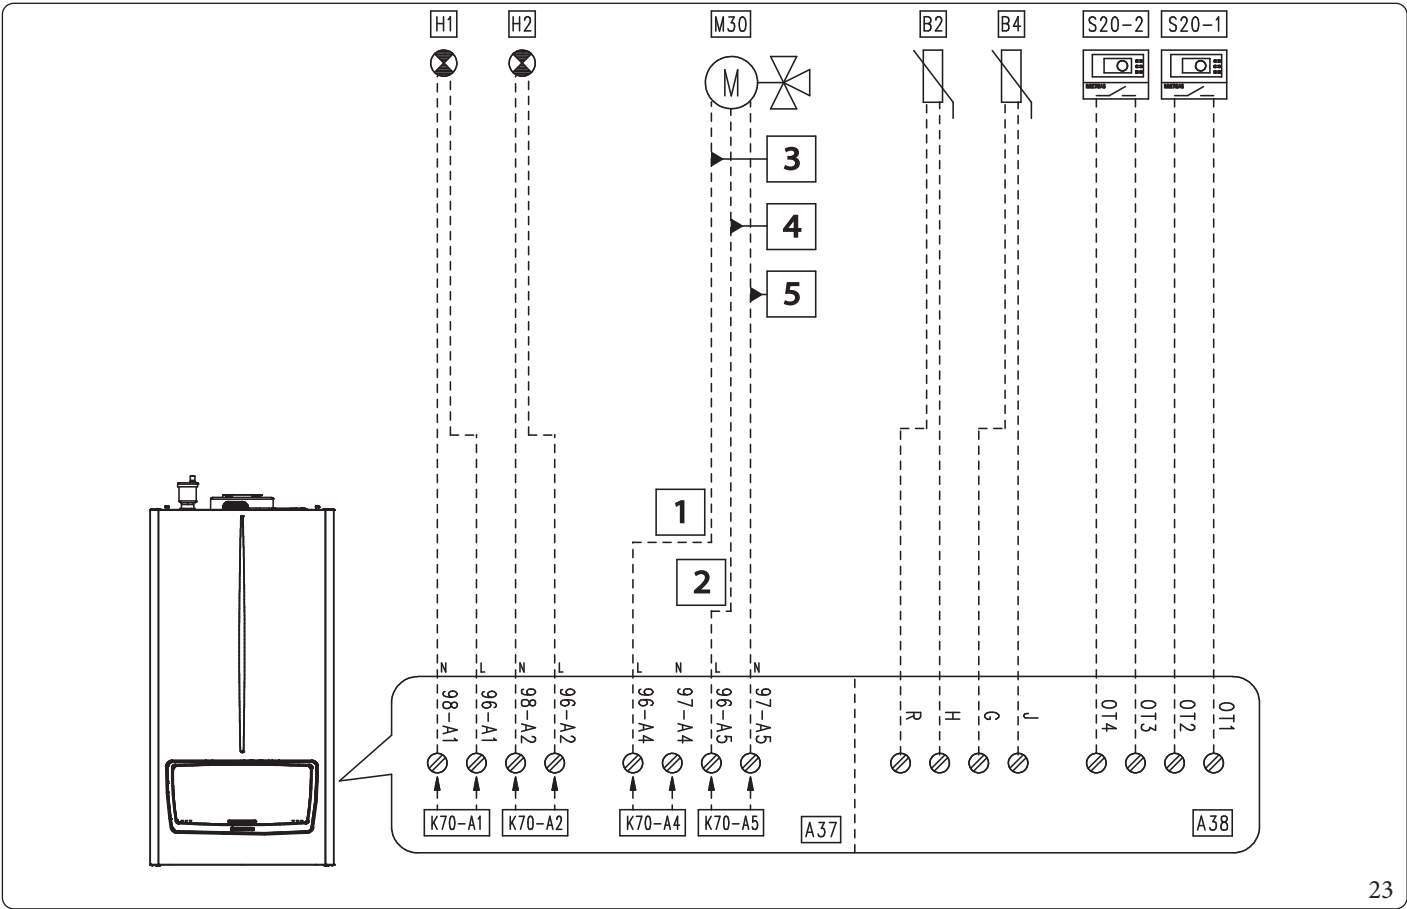 H1 H2 M30 B2 B4 S20-2 S20-1
M
3
4
5
1
2
N L N L L N L N
98-A1 96-A1 98-A2 96-A2 96-A4 97-A4 96-A5 97-A5 R H G J OT4 OT3 OT2 OT1
K70-A1 K70-A2 K70-A4 K70-A5 A37 A38
23